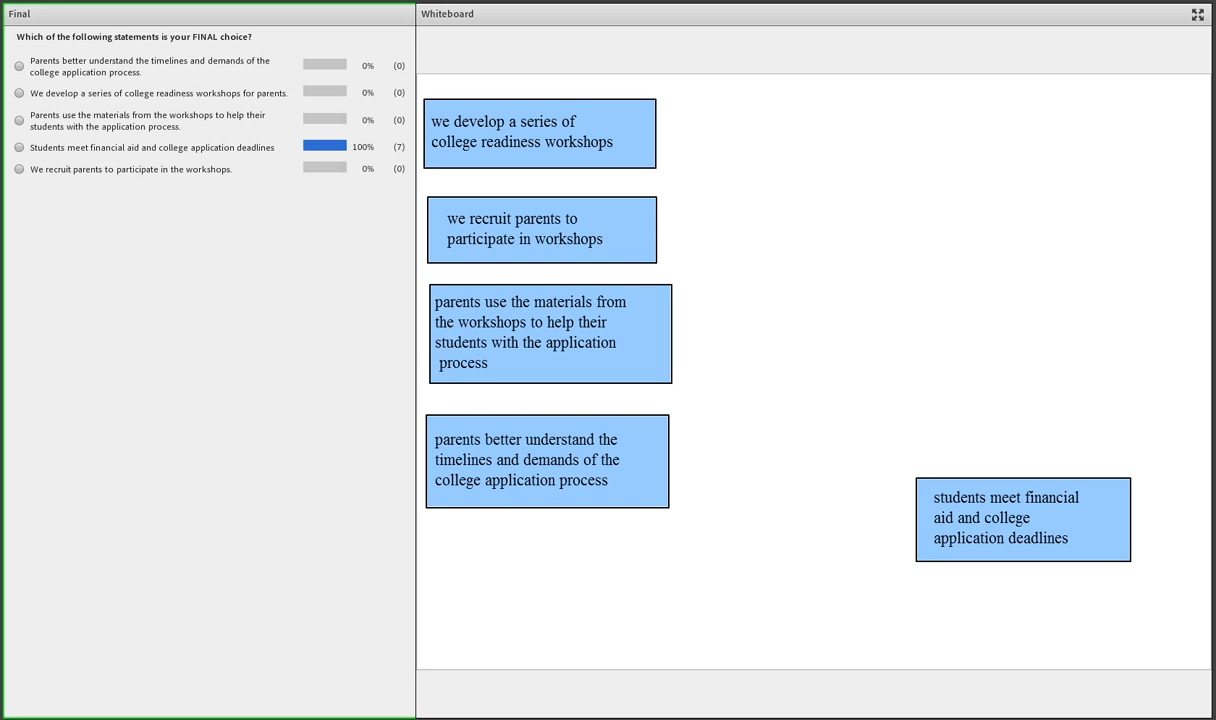 Final
Which of the following statements is your FINAL choice?
Parents better understand the timelines and demands of the
college application process.
0% (0)
We develop a series of college readiness workshops for parents.
0% (0)
Parents use the materials from the workshops to help their
students with the application process.
0% (0)
Students meet financial aid and college application deadlines
100% (7)
We recruit parents to participate in the workshops.
0% (0)
Whiteboard
we develop a series of
college readiness workshops
we recruit parents to
participate in workshops
parents use the materials from
the workshops to help their
students with the application
process
parents better understand the
timelines and demands of the
college application process
students meet financial
aid and college
application deadlines